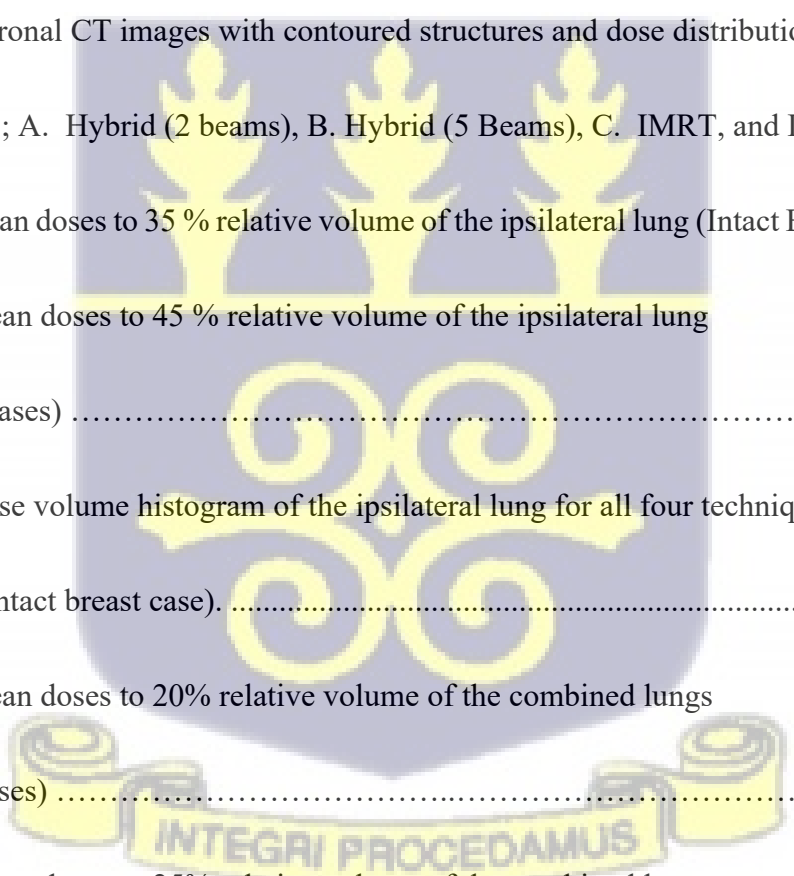 ronal CT images with contoured structures and dose distributio
; A. Hybrid (2 beams), B. Hybrid (5 Beams), C. IMRT, and
an doses to 35 % relative volume of the ipsilateral lung (Intact
ean doses to 45 % relative volume of the ipsilateral lung
ases) ……………………………………………………………………
se volume histogram of the ipsilateral lung for all four techniq
ntact breast case). ................................................................................
ean doses to 20% relative volume of the combined lungs
ses) ……………………………………………………………………
INTEGRI PROCEDAMUS